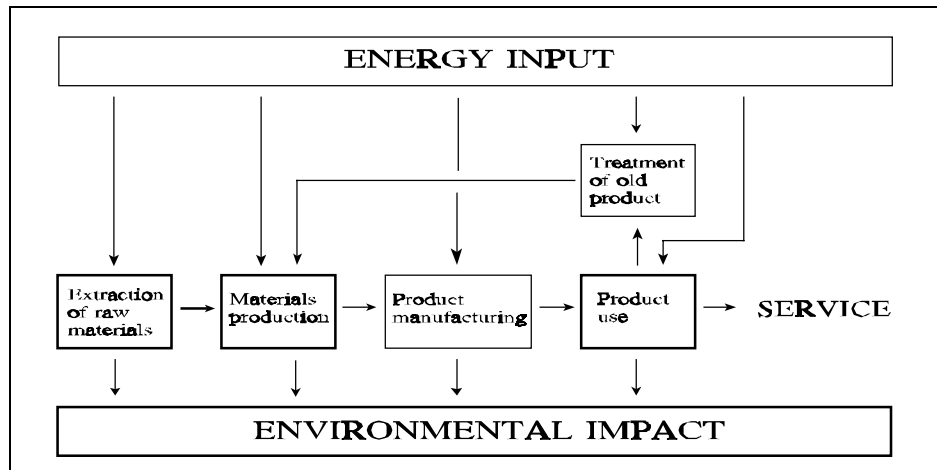 ENERGY INPUT
Treatment
of old
product
Extraction
of raw
materials
Materials
production
Product
manufacturing
Product
use
SERVICE
ENVIRONMENTAL IMPACT